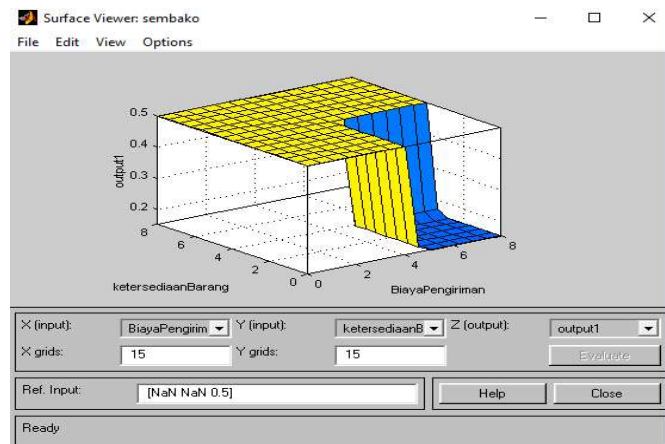 Surface Viewer: sembako
File Edit View Options
0.5
0.4
0.3
0.2
output1
8
6
4
2
0
0
2
4
6
8
ketersediaanBarang
BiayaPengiriman
X (input): BiayaPengirim Y (input): ketersediaanB Z (output): output1
X grids: 15 Y grids: 15 Evaluate
Ref. Input: [NaN NaN 0.5] Help Close
Ready